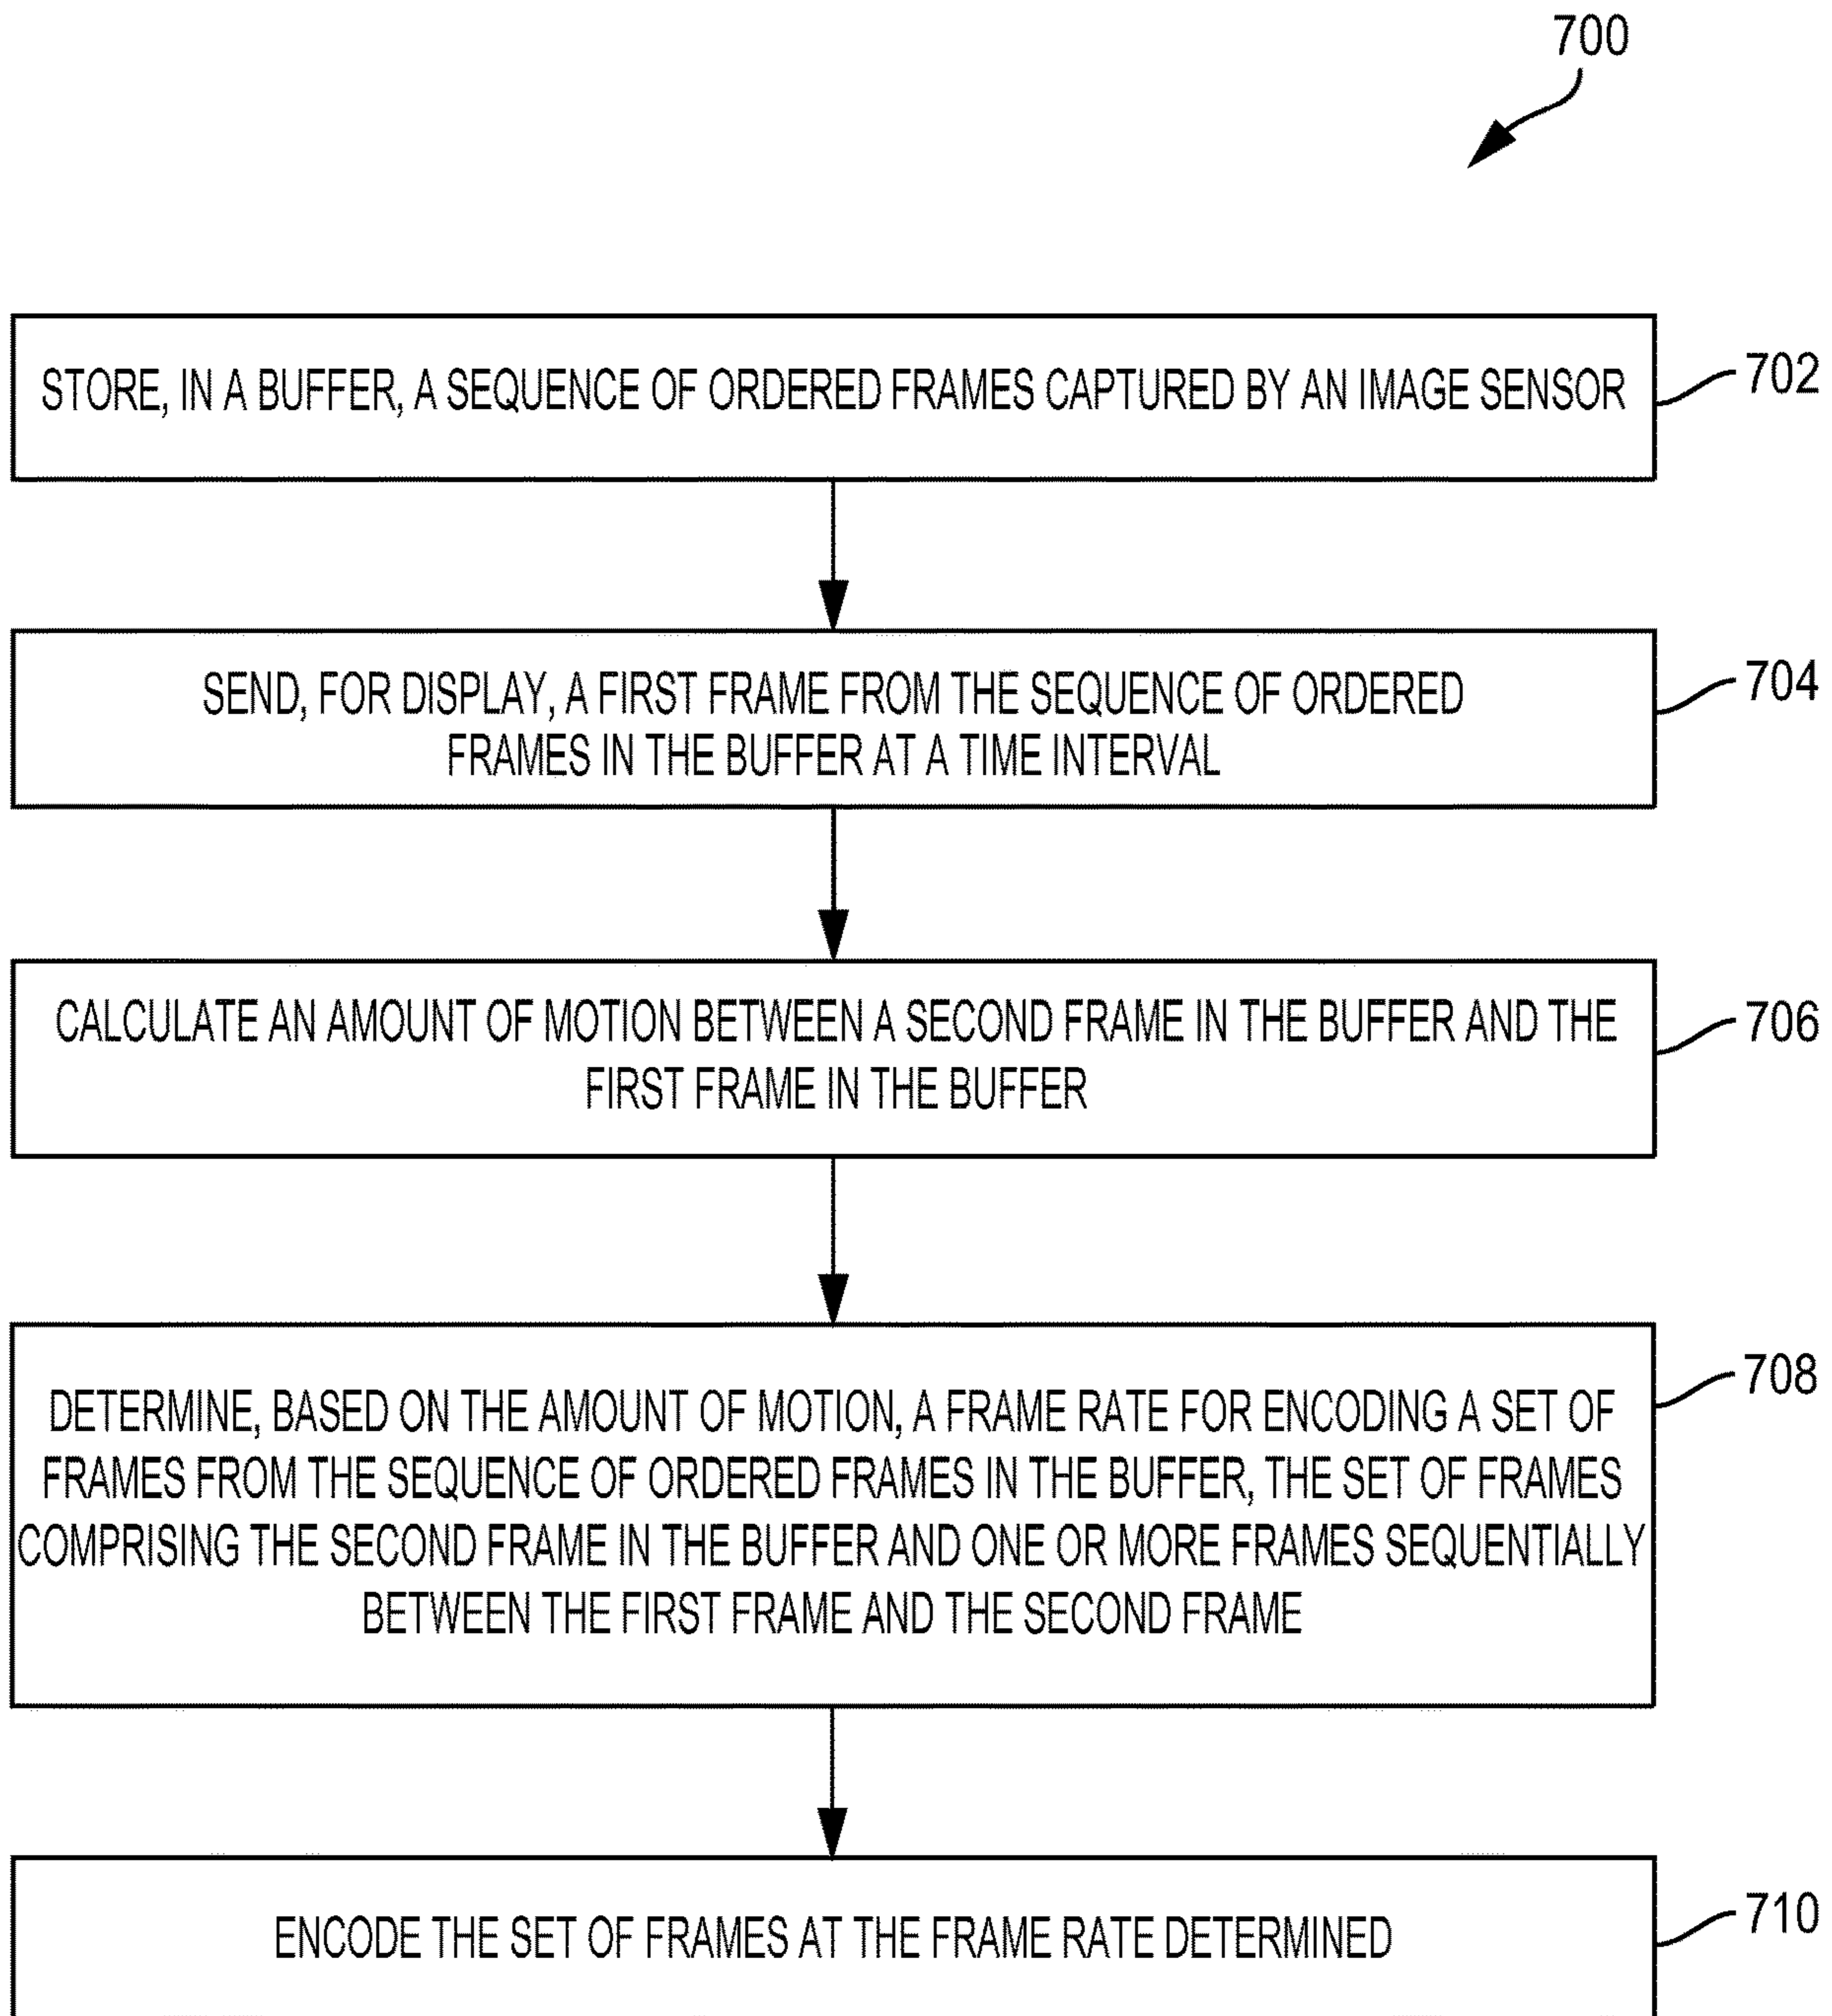 700
STORE, IN A BUFFER, A SEQUENCE OF ORDERED FRAMES CAPTURED BY AN IMAGE SENSOR
702
SEND, FOR DISPLAY, A FIRST FRAME FROM THE SEQUENCE OF ORDERED
FRAMES IN THE BUFFER AT A TIME INTERVAL
704
CALCULATE AN AMOUNT OF MOTION BETWEEN A SECOND FRAME IN THE BUFFER AND THE
FIRST FRAME IN THE BUFFER
706
DETERMINE, BASED ON THE AMOUNT OF MOTION, A FRAME RATE FOR ENCODING A SET OF
FRAMES FROM THE SEQUENCE OF ORDERED FRAMES IN THE BUFFER, THE SET OF FRAMES
COMPRISING THE SECOND FRAME IN THE BUFFER AND ONE OR MORE FRAMES SEQUENTIALLY
BETWEEN THE FIRST FRAME AND THE SECOND FRAME
708
ENCODE THE SET OF FRAMES AT THE FRAME RATE DETERMINED
710